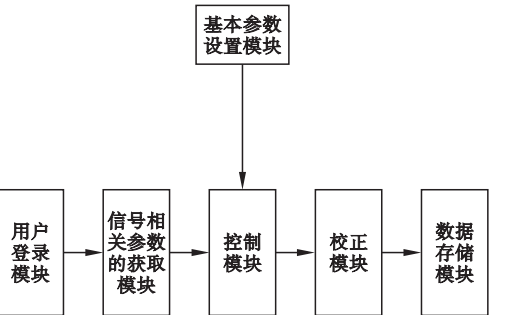 基本参数
设置模块
用户
登录
模块
信号相
关参数
的获取
模块
控制
模块
校正
模块
数据
存储
模块